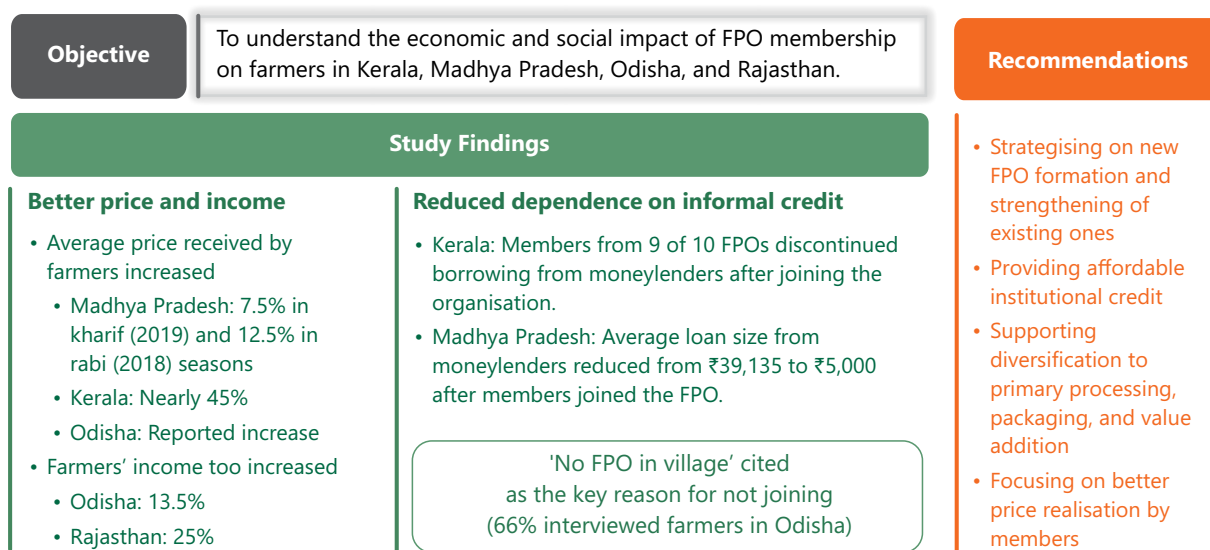 Objective
To understand the economic and social impact of FPO membership
on farmers in Kerala, Madhya Pradesh, Odisha, and Rajasthan.
Study Findings
Better price and income
• Average price received by
farmers increased
• Madhya Pradesh: 7.5% in
kharif (2019) and 12.5% in
rabi (2018) seasons
• Kerala: Nearly 45%
• Odisha: Reported increase
• Farmers’ income too increased
• Odisha: 13.5%
• Rajasthan: 25%
Reduced dependence on informal credit
• Kerala: Members from 9 of 10 FPOs discontinued
borrowing from moneylenders after joining the
organisation.
• Madhya Pradesh: Average loan size from
moneylenders reduced from ₹39,135 to ₹5,000
after members joined the FPO.
'No FPO in village’ cited
as the key reason for not joining
(66% interviewed farmers in Odisha)
Recommendations
• Strategising on new
FPO formation and
strengthening of
existing ones
• Providing affordable
institutional credit
• Supporting
diversification to
primary processing,
packaging, and value
addition
• Focusing on better
price realisation by
members